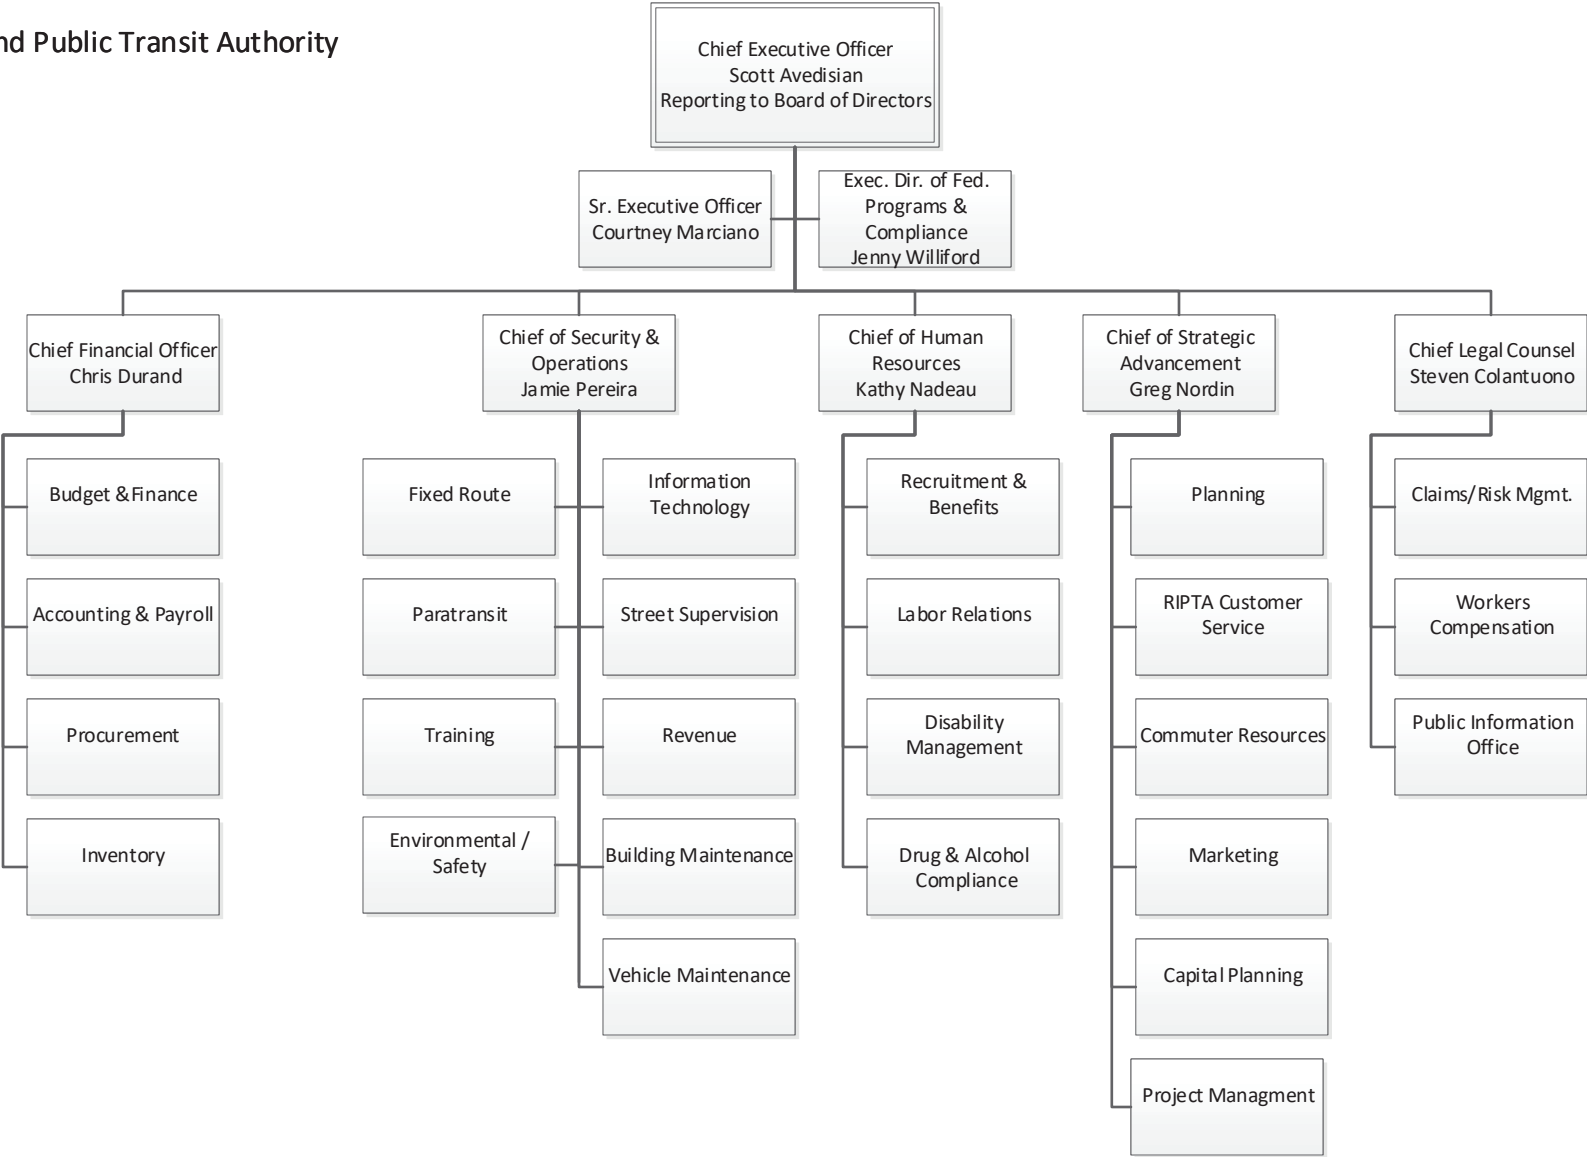 nd Public Transit Authority
Chief Executive Officer
Scott Avedisian
Reporting to Board of Directors
Sr. Executive Officer
Courtney Marciano
Exec. Dir. of Fed.
Programs &
Compliance
Jenny Williford
Chief Financial Officer
Chris Durand
Chief of Security &
Operations
Jamie Pereira
Chief of Human
Resources
Kathy Nadeau
Chief of Strategic
Advancement
Greg Nordin
Chief Legal Counsel
Steven Colantuono
Budget & Finance
Accounting & Payroll
Procurement
Inventory
Fixed Route
Paratransit
Training
Environmental /
Safety
Information
Technology
Street Supervision
Revenue
Building Maintenance
Vehicle Maintenance
Recruitment &
Benefits
Labor Relations
Disability
Management
Drug & Alcohol
Compliance
Planning
RIPTA Customer
Service
Commuter Resources
Marketing
Capital Planning
Project Managment
Claims/Risk Mgmt.
Workers
Compensation
Public Information
Office